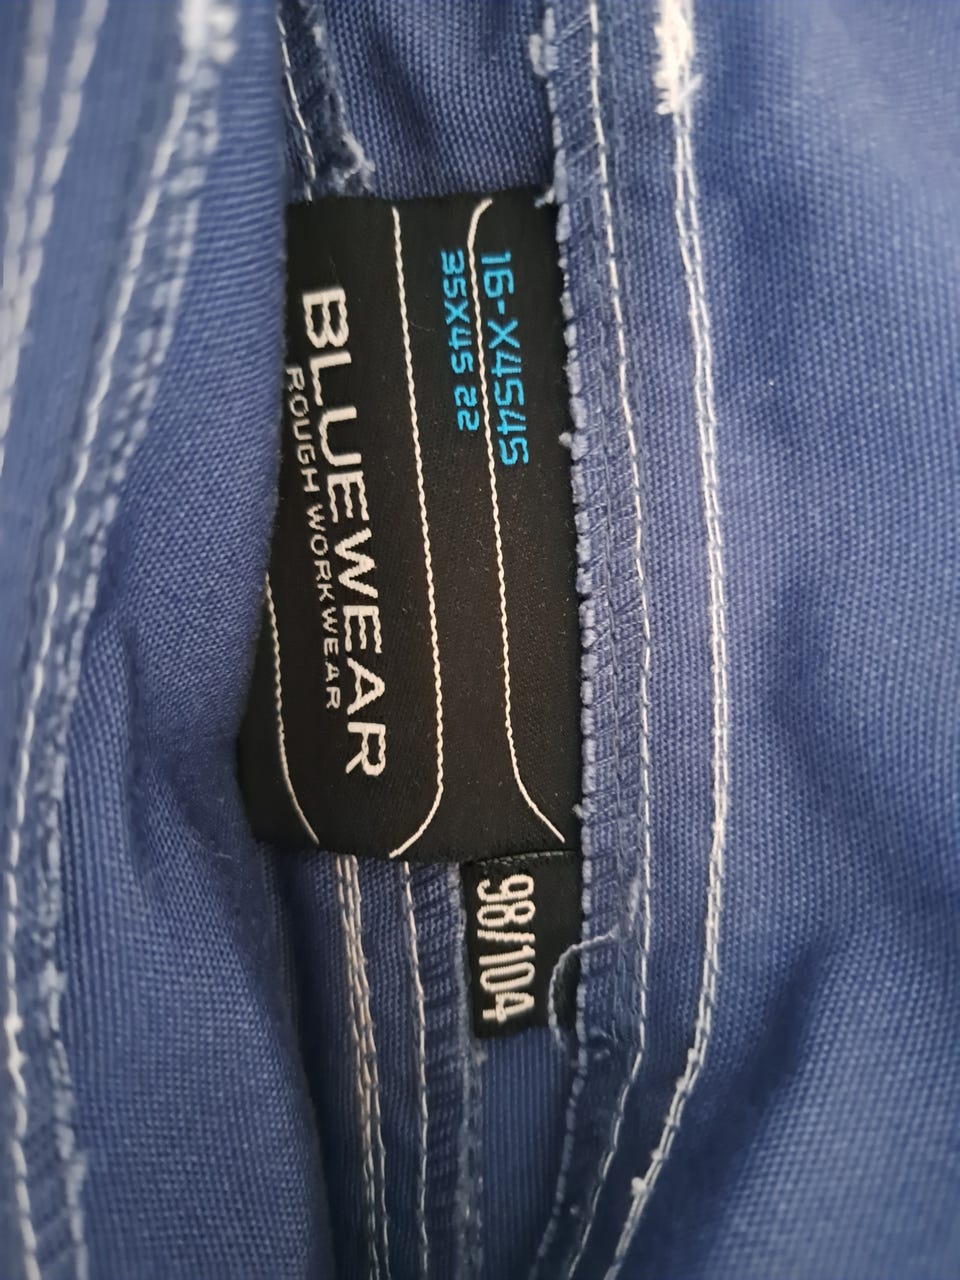 16-X4545
35X45 22
BLUEWEAR
ROUGH WORKWEAR
98/104